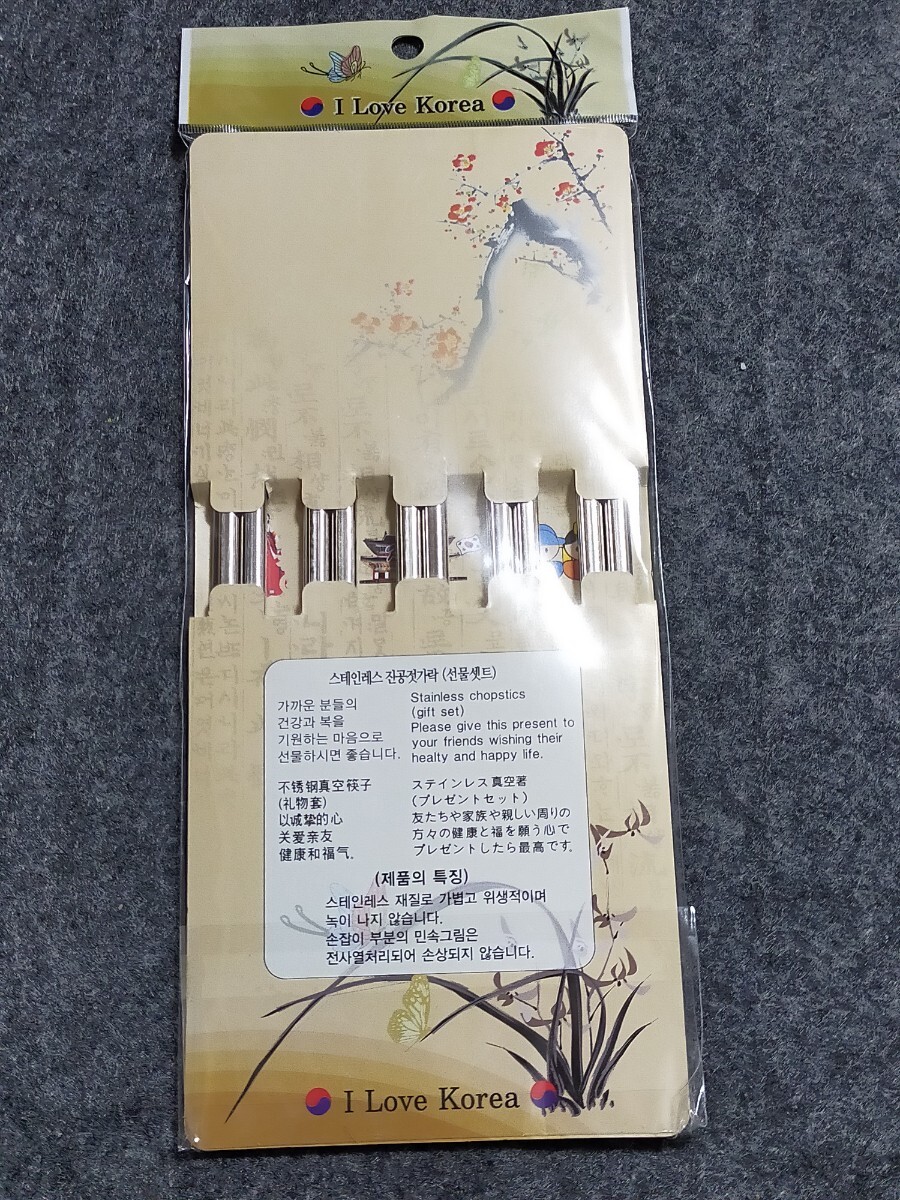 I Love Korea
스테인레스 진공젓가락 (선물셋트)
가까운 분들의
건강과 복을
기원하는 마음으로
선물하시면 좋습니다.
Stainless chopstics
(gift set)
Please give this present to
your friends wishing their
healty and happy life.
不锈钢真空筷子
(礼物套)
以诚挚的心
关爱亲友
健康和福气.
ステインレス真空著
(プレゼントセット)
友たちや家族や親しい周りの
方々の健康と福を願う心で
プレゼントしたら最高です。
(제품의 특징)
스테인레스 재질로 가볍고 위생적이며
녹이 나지 않습니다.
손잡이 부분의 민속그림은
전사열처리되어 손상되지 않습니다.
I Love Korea